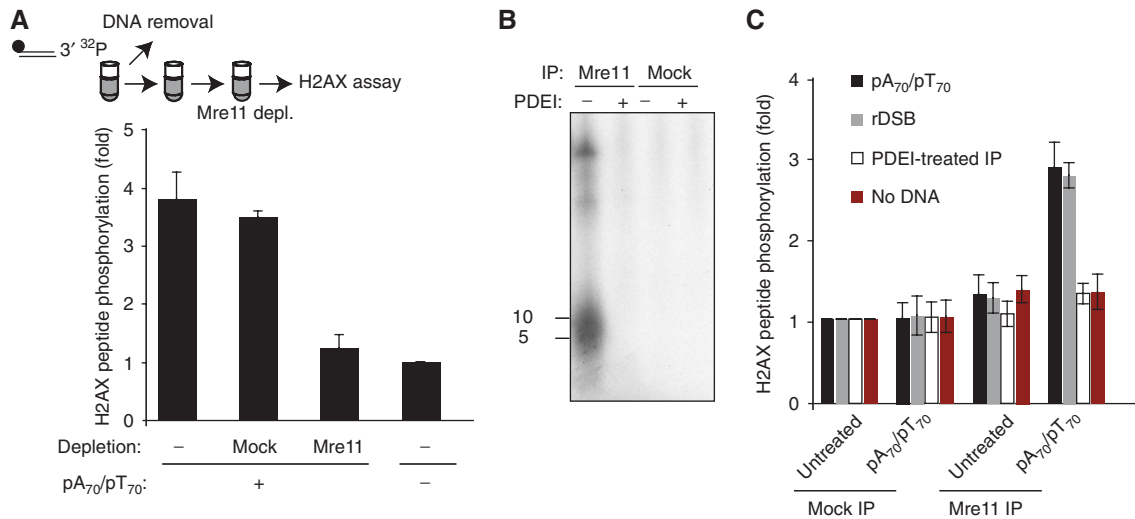 A
DNA removal
3′ ³²P
H2AX assay
Mre11 depl.
H2AX peptide phosphorylation (fold)
5
4
3
2
1
0
Depletion: – Mock Mre11 –
pA₇₀/pT₇₀: + –
B
IP: Mre11 Mock
PDEI: – + – +
10
5
C
H2AX peptide phosphorylation (fold)
4
3
2
1
0
pA₇₀/pT₇₀
rDSB
PDEI-treated IP
No DNA
Untreated
pA₇₀/pT₇₀
Untreated
pA₇₀/pT₇₀
Mock IP
Mre11 IP